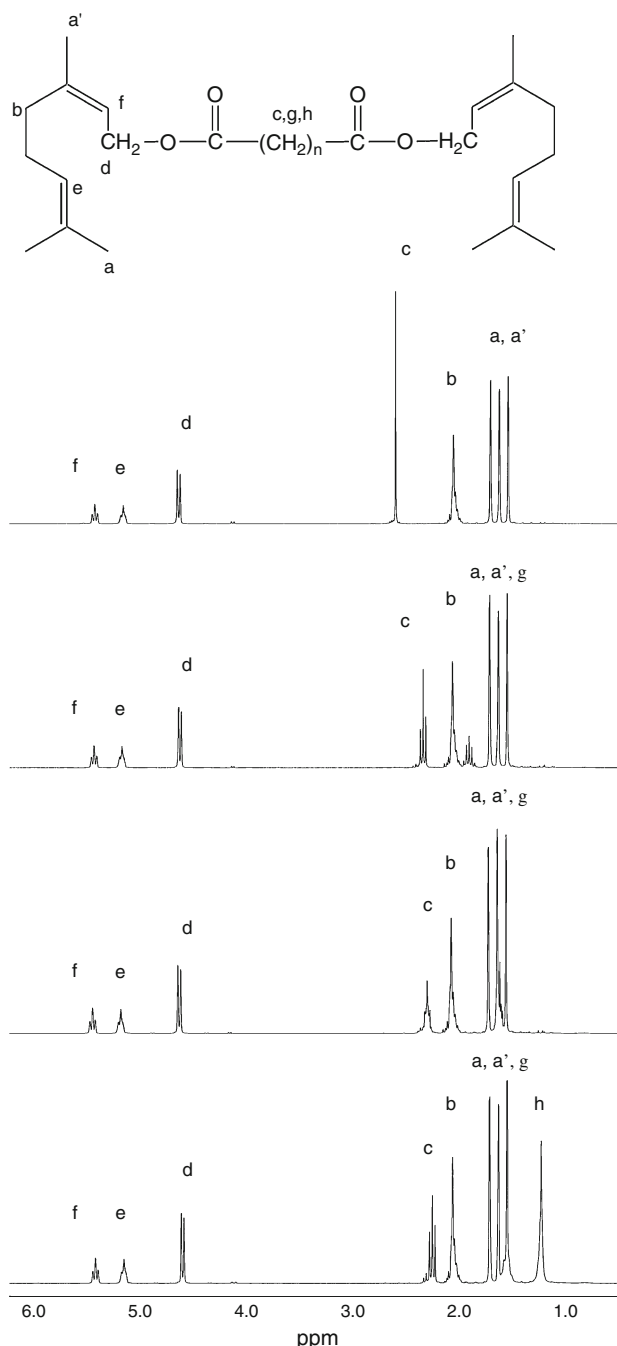 a'
O O
b f c,g,h
CH2 O C (CH2)n C O H2C
d
e
a
c
a, a’
b
d
f e
a, a’, g
b
c
d
f e
a, a’, g
b
c
d
f e
a, a’, g
b h
c
d
f e
6.0 5.0 4.0 3.0 2.0 1.0
ppm